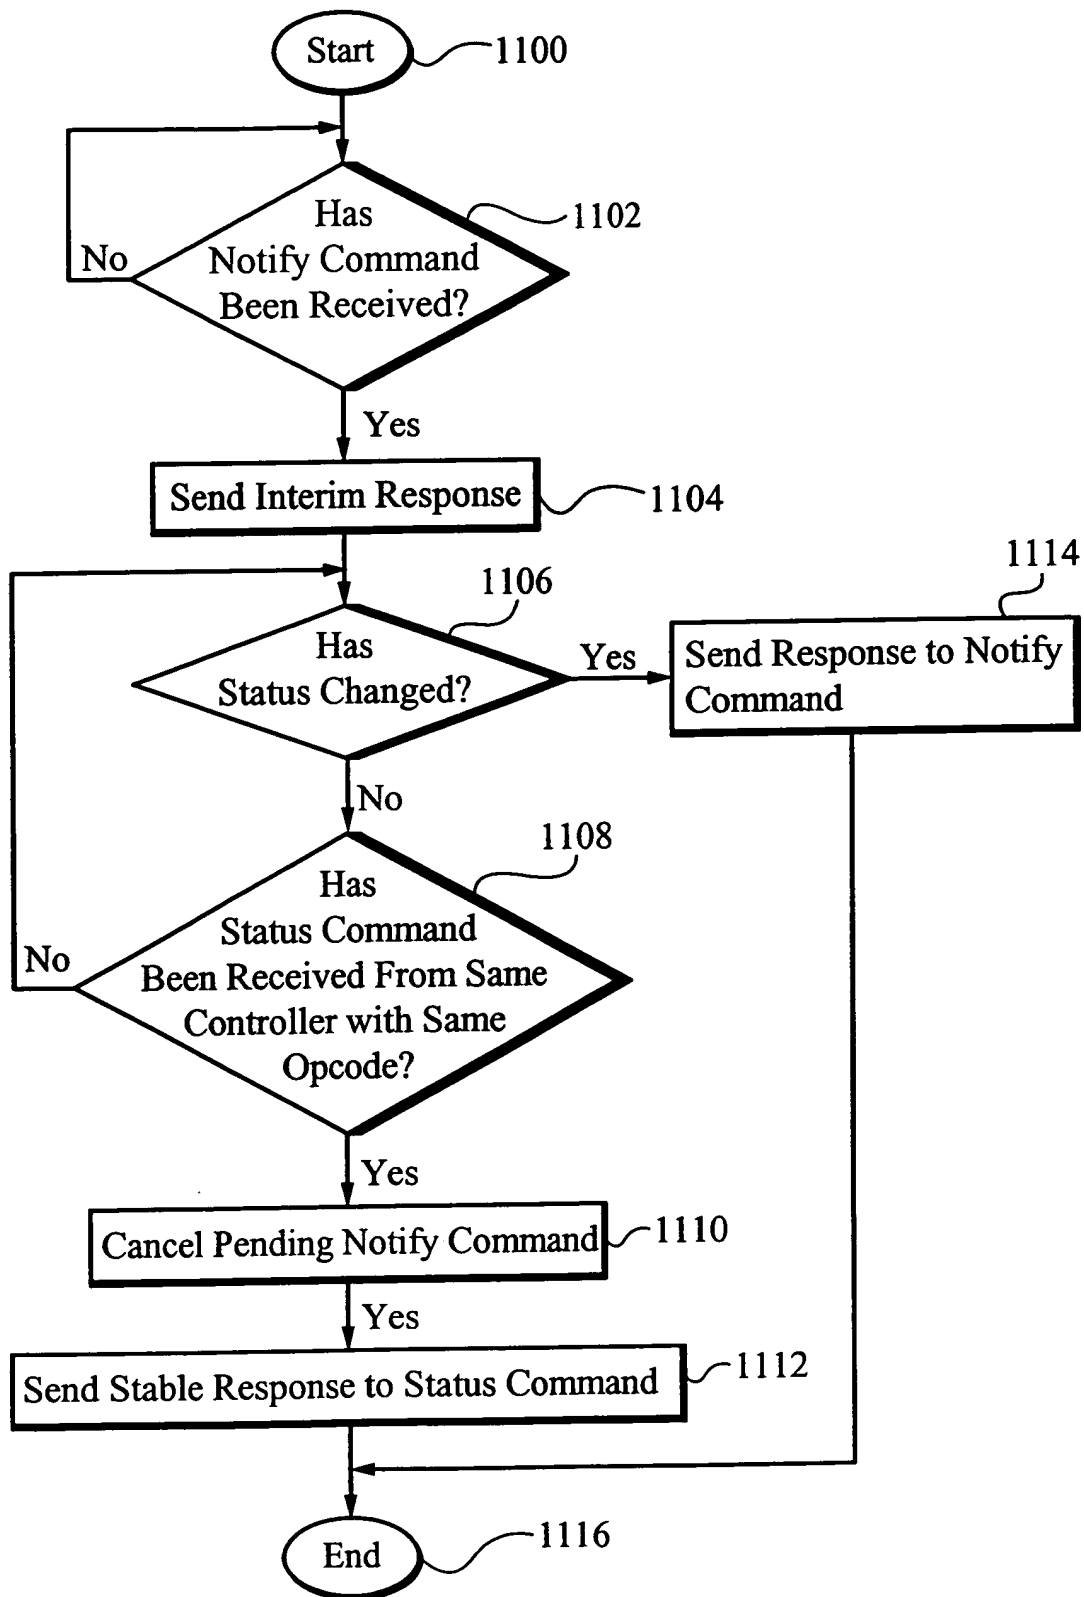 Start
1100
Has
Notify Command
Been Received?
1102
No
Yes
Send Interim Response
1104
1106
Has
Status Changed?
Yes
1114
Send Response to Notify
Command
No
1108
Has
Status Command
Been Received From Same
Controller with Same
Opcode?
No
Yes
Cancel Pending Notify Command
1110
Yes
Send Stable Response to Status Command
1112
End
1116